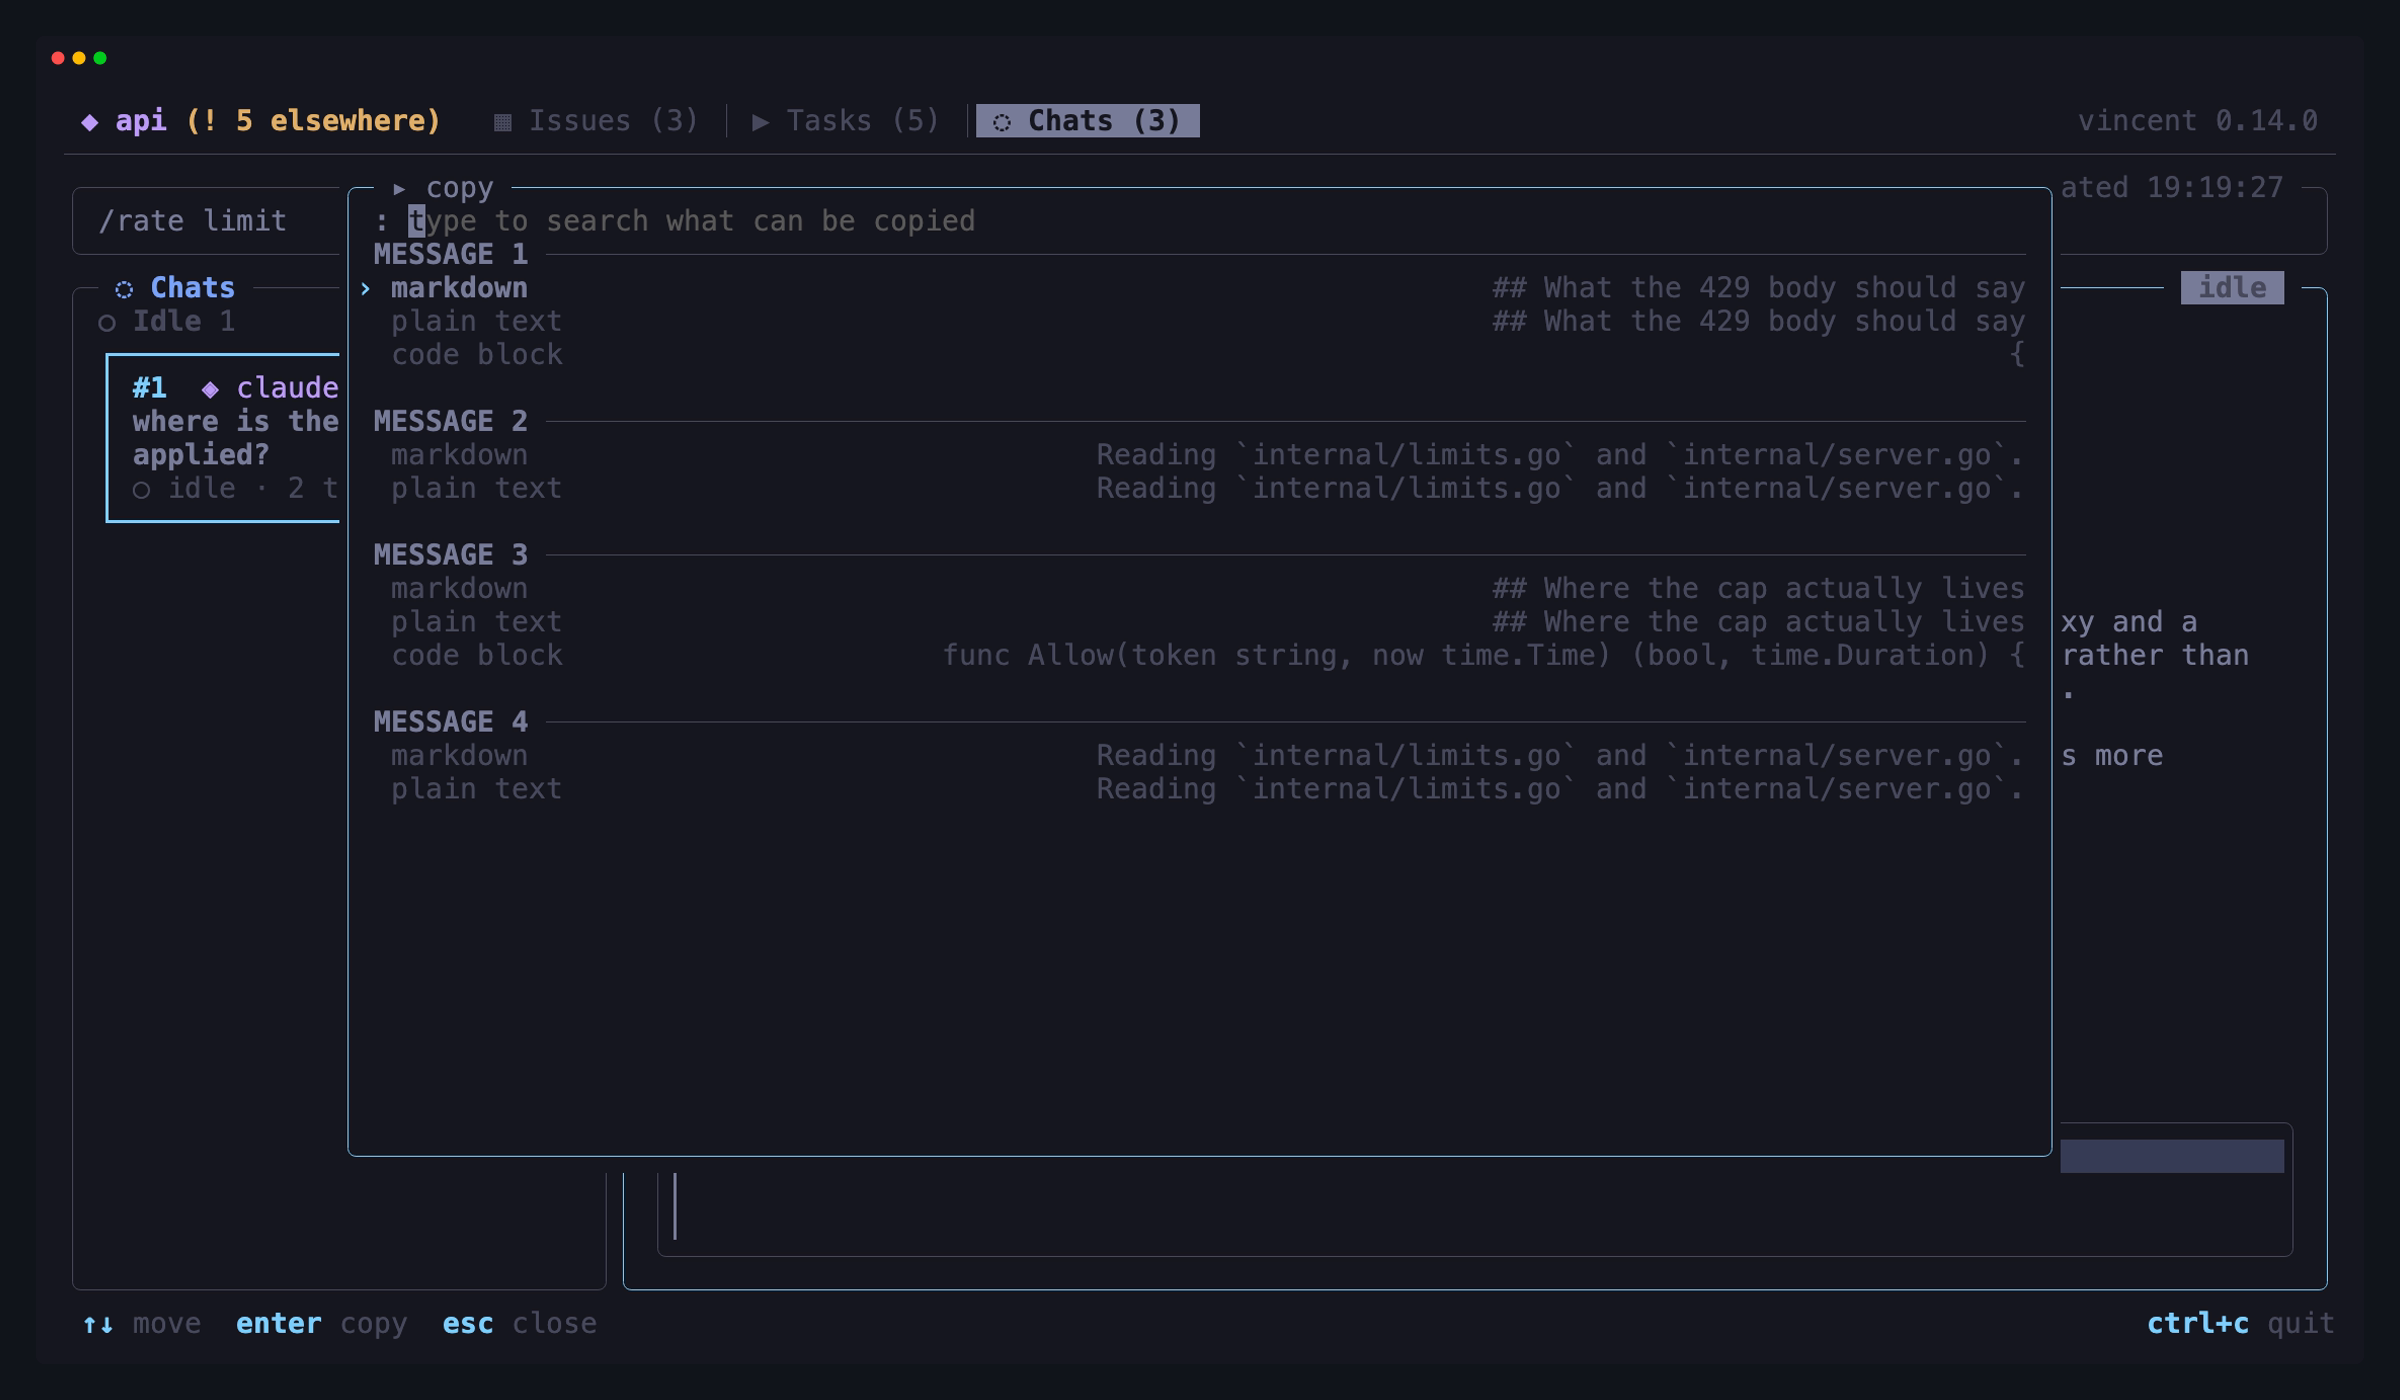 ◆ api (! 5 elsewhere) ▦ Issues (3) ▶ Tasks (5) ◌ Chats (3) vincent 0.14.0
▸ copy ated 19:19:27
/rate limit : type to search what can be copied
MESSAGE 1
◌ Chats › markdown ## What the 429 body should say idle
○ Idle 1 plain text ## What the 429 body should say
code block {
#1 ◈ claude
where is the MESSAGE 2
applied? markdown Reading `internal/limits.go` and `internal/server.go`.
○ idle · 2 t plain text Reading `internal/limits.go` and `internal/server.go`.
MESSAGE 3
markdown ## Where the cap actually lives
plain text ## Where the cap actually lives xy and a
code block func Allow(token string, now time.Time) (bool, time.Duration) { rather than
.
MESSAGE 4
markdown Reading `internal/limits.go` and `internal/server.go`. s more
plain text Reading `internal/limits.go` and `internal/server.go`.
↑↓ move enter copy esc close ctrl+c quit